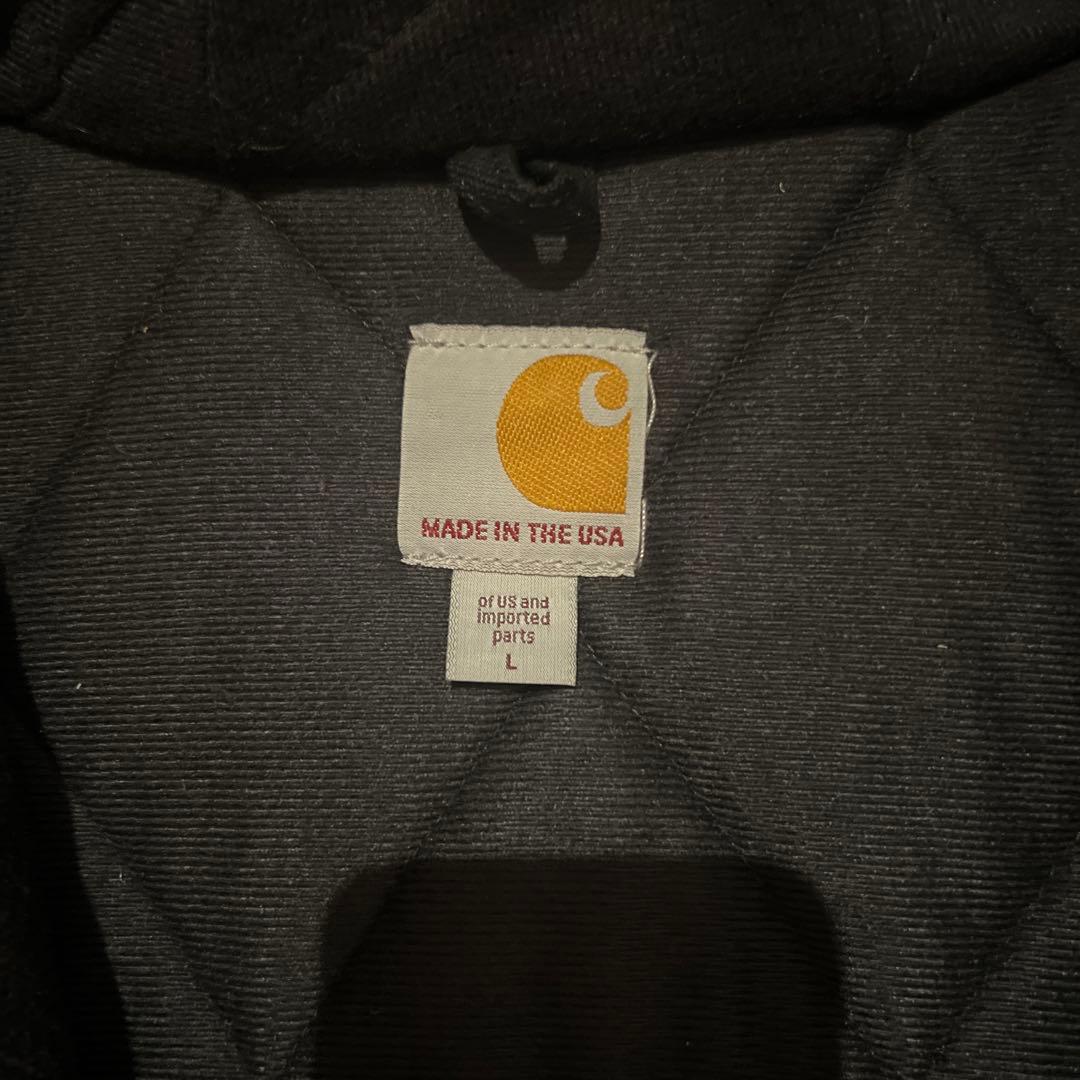 MADE IN THE USA
of US and
imported
parts
L